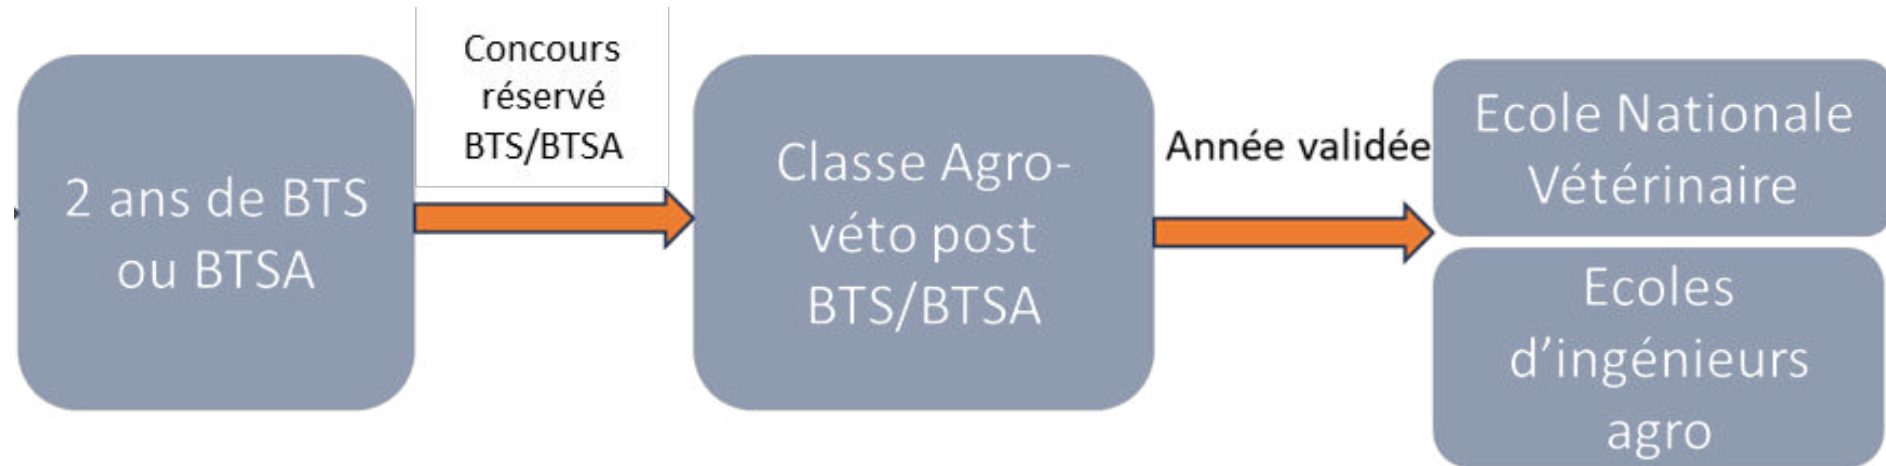 2 ans de BTS
ou BTSA
Concours
réservé
BTS/BTSA
Classe Agro-
véto post
BTS/BTSA
Année validée
Ecole Nationale
Vétérinaire
Ecoles
d’ingénieurs
agro